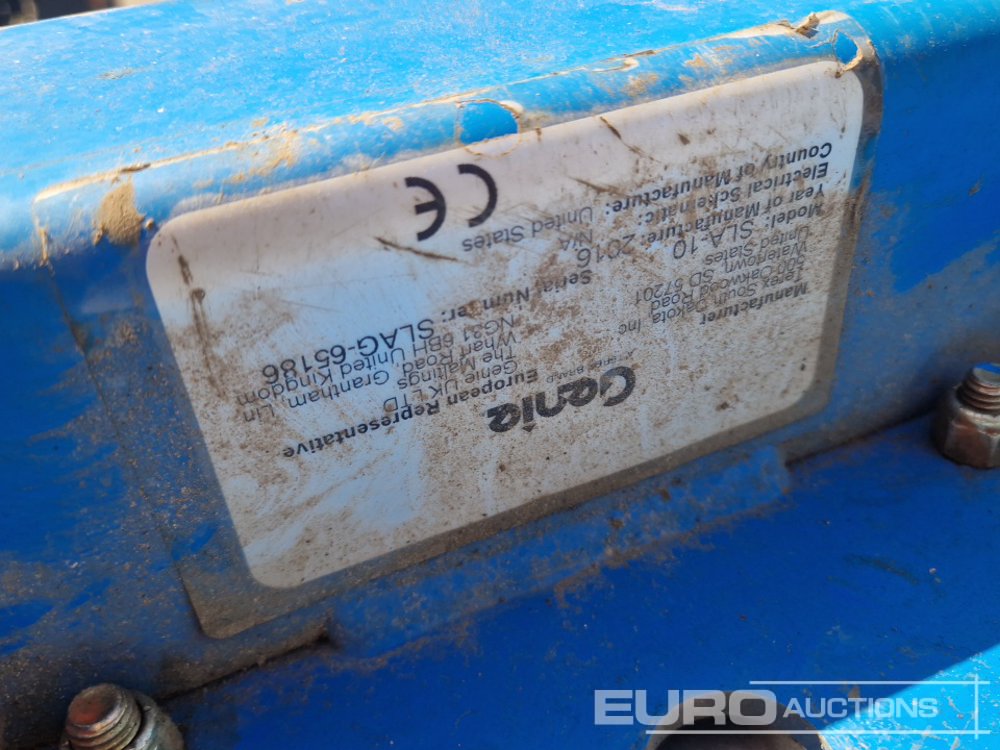 Genie
A TEREX BRAND
Manufacturer
Terex South Dakota, Inc
500 Oakwood Road
Watertown, SD 57201
United States
European Representative
Genie UK LTD
The Maltings
Wharf Road, Grantham, Lin
NG31 6BH United Kingdom
Model: SLA-10
Serial Number: SLAG-65186
Year of Manufacture: 2016
Electrical Schematic: N/A
Country of Manufacture: United States
CE
EURO AUCTIONS